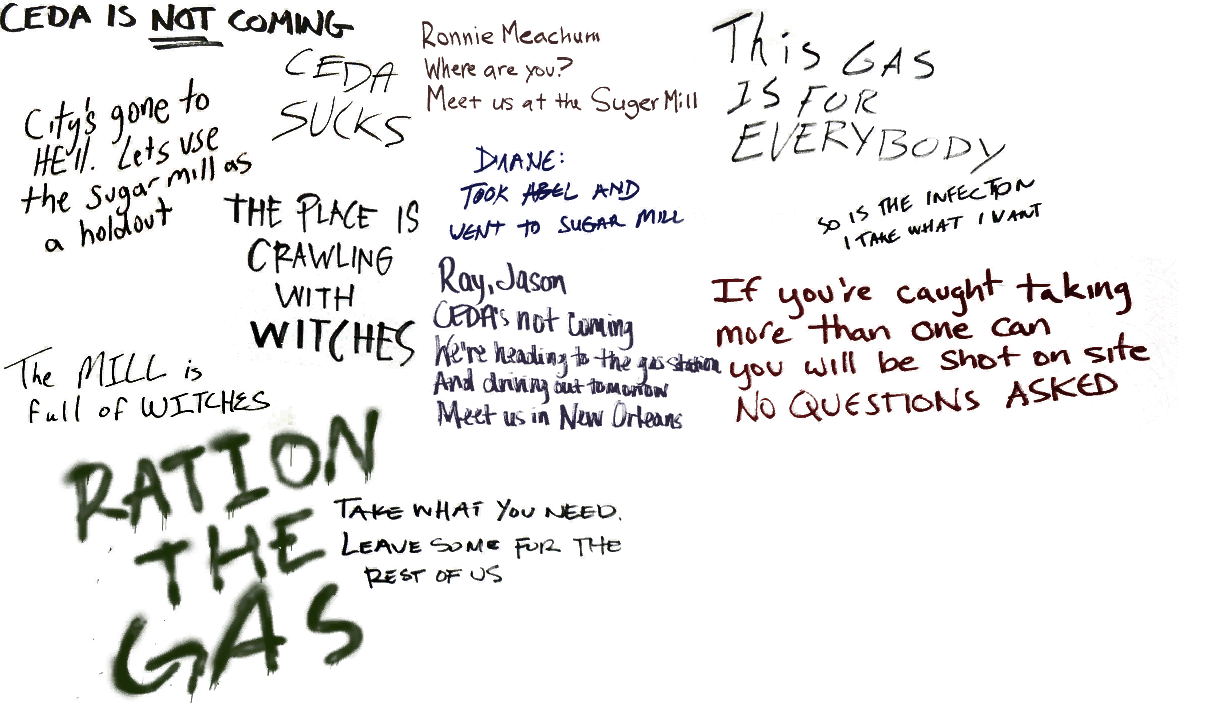 CEDA IS NOT COMING
CEDA
SUCKS
Ronnie Meachum
Where are you?
Meet us at the Suger Mill
This GAS
IS FOR
EVERYBODY
City's gone to
HEll. Lets use
the sugar mill as
a holdout
DIANE:
TOOK ABEL AND
WENT TO SUGAR MILL
SO IS THE INFECTION
I TAKE WHAT I WANT
THE PLACE IS
CRAWLING
WITH
WITCHES
Ray, Jason
CEDA's not coming
We're heading to the gas station
And driving out tomorrow
Meet us in New Orleans
If you're caught taking
more than one can
you will be shot on site
NO QUESTIONS ASKED
The MILL is
full of WITCHES
RATION
THE
GAS
TAKE WHAT YOU NEED.
LEAVE SOME FOR THE
REST OF US